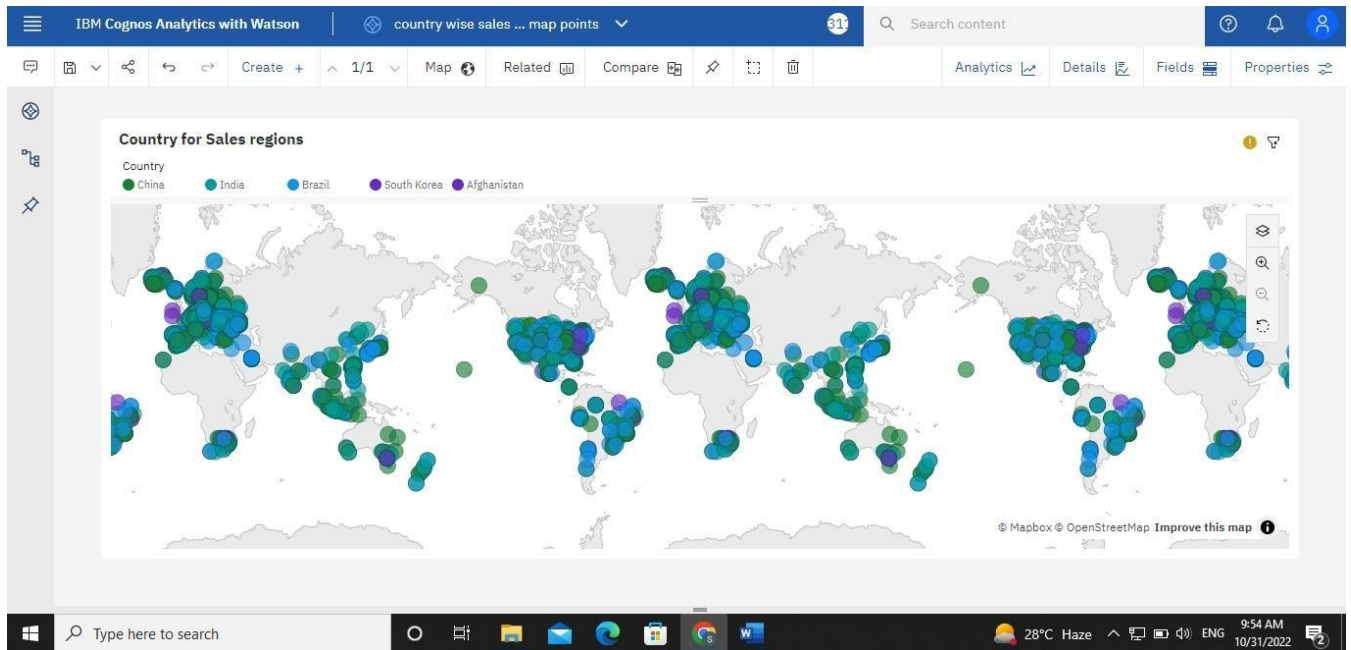 IBM Cognos Analytics with Watson
country wise sales ... map points
Search content
Create +
1/1
Map
Related
Compare
Analytics
Details
Fields
Properties
Country for Sales regions
Country
China India Brazil South Korea Afghanistan
© Mapbox © OpenStreetMap Improve this map
Type here to search
28°C Haze
ENG
9:54 AM
10/31/2022